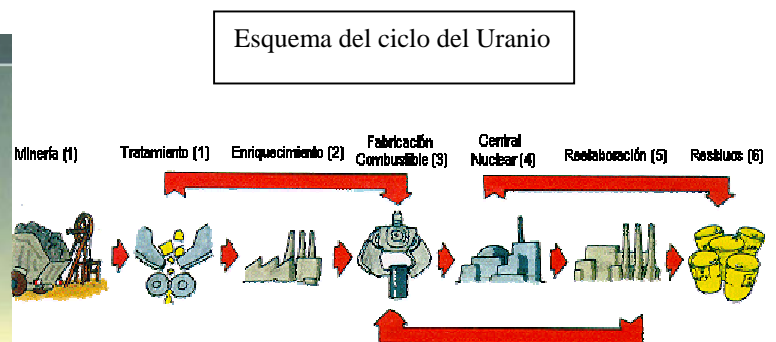 Esquema del ciclo del Uranio
Minería (1)
Tratamiento (1)
Enriquecimiento (2)
Fabricación
Combustible (3)
Central
Nuclear (4)
Reelaboración (5)
Residuos (6)